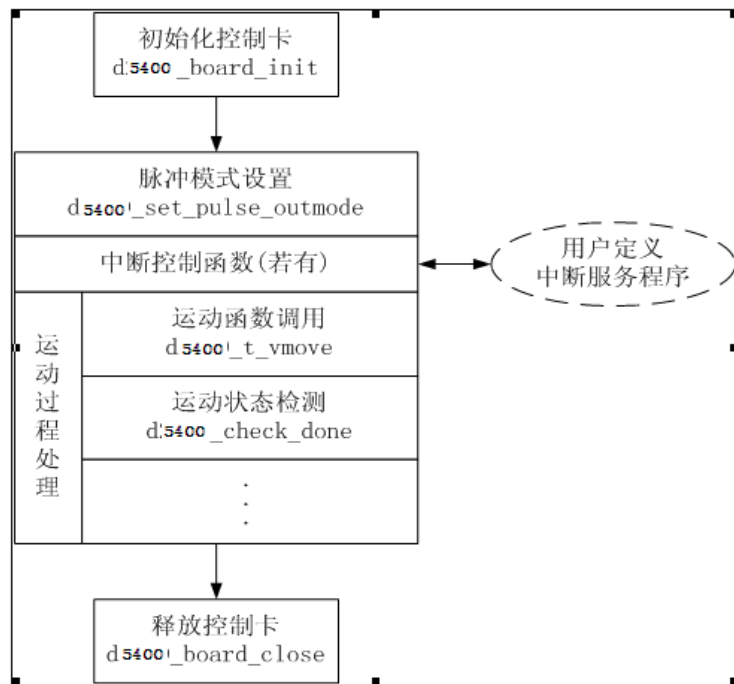 初始化控制卡
d5400_board_init
脉冲模式设置
d5400_set_pulse_outmode
中断控制函数(若有)
用户定义
中断服务程序
运动过程处理
运动函数调用
d5400_t_vmove
运动状态检测
d5400_check_done
释放控制卡
d5400_board_close